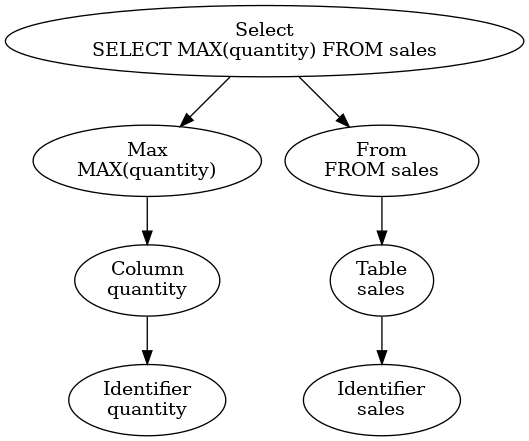 Select
SELECT MAX(quantity) FROM sales
Max
MAX(quantity)
From
FROM sales
Column
quantity
Table
sales
Identifier
quantity
Identifier
sales